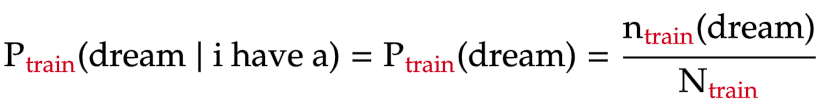 P_train(dream | i have a) = P_train(dream) = n_train(dream) / N_train